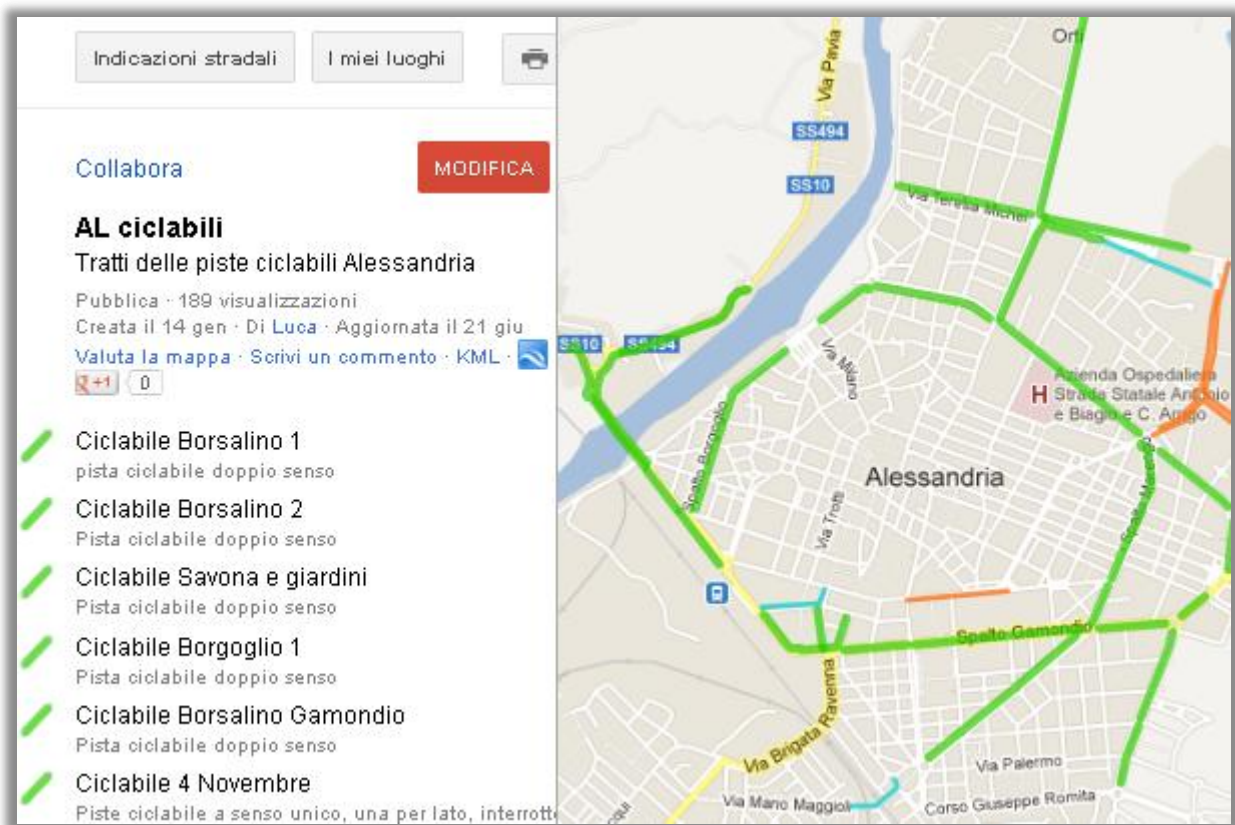 Indicazioni stradali
I miei luoghi
Collabora
MODIFICA
AL ciclabili
Tratti delle piste ciclabili Alessandria
Pubblica · 189 visualizzazioni
Creata il 14 gen · Di Luca · Aggiornata il 21 giu
Valuta la mappa · Scrivi un commento · KML ·
+1 0
Ciclabile Borsalino 1
pista ciclabile doppio senso
Ciclabile Borsalino 2
Pista ciclabile doppio senso
Ciclabile Savona e giardini
Pista ciclabile doppio senso
Ciclabile Borgoglio 1
Pista ciclabile doppio senso
Ciclabile Borsalino Gamondio
Pista ciclabile doppio senso
Ciclabile 4 Novembre
Piste ciclabile a senso unico, una per lato, interrott
Orti
Via Pavia
SS494
SS10
Via Teresa Michel
SS10
SS494
Via Milano
H
Azienda Ospedaliera
Strada Statale Antonio
e Biagio e C. Arrigo
Spalto Borgoglio
Alessandria
Via Trotti
Spalto Marengo
Spalto Gamondio
Via Brigata Ravenna
Via Palermo
Via Mario Maggioli
Corso Giuseppe Romita